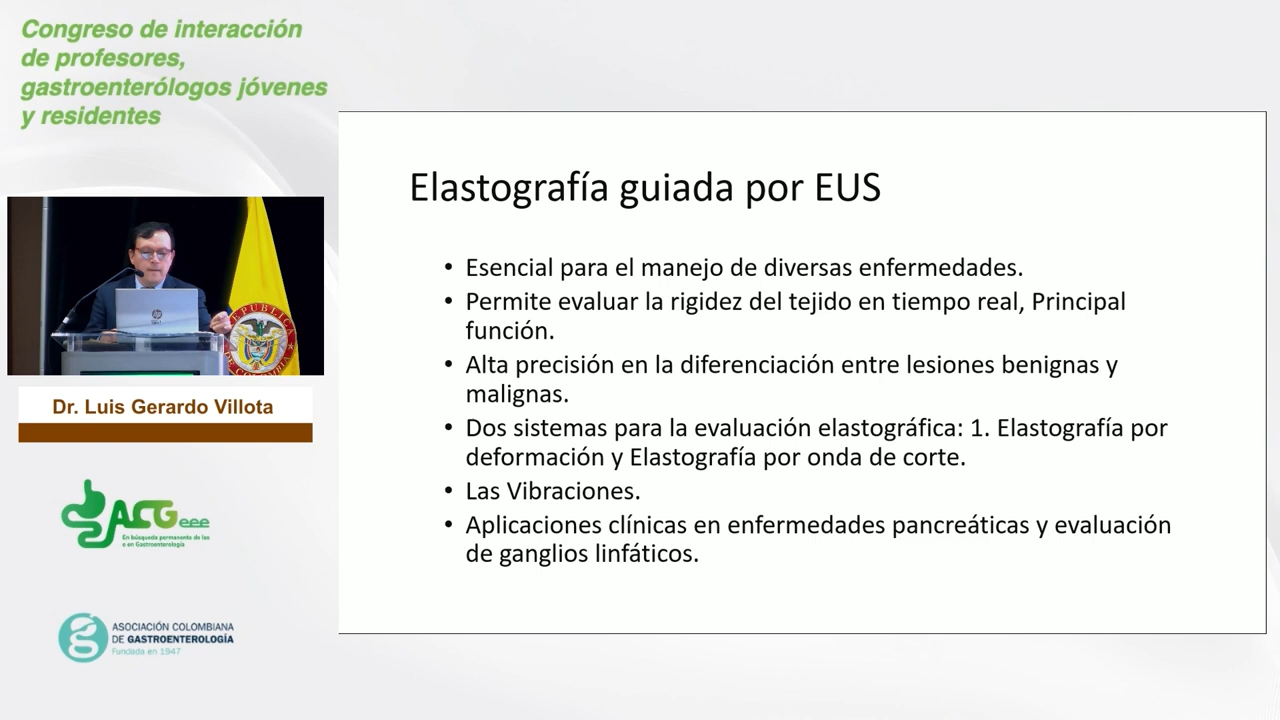 Congreso de interacción
de profesores,
gastroenterólogos jóvenes
y residentes
Elastografía guiada por EUS
• Esencial para el manejo de diversas enfermedades.
• Permite evaluar la rigidez del tejido en tiempo real, Principal
función.
• Alta precisión en la diferenciación entre lesiones benignas y
malignas.
• Dos sistemas para la evaluación elastográfica: 1. Elastografía por
deformación y Elastografía por onda de corte.
• Las Vibraciones.
• Aplicaciones clínicas en enfermedades pancreáticas y evaluación
de ganglios linfáticos.
hp
Dr. Luis Gerardo Villota
ACGeee
En búsqueda permanente de las
e en Gastroenterología
ASOCIACIÓN COLOMBIANA
DE GASTROENTEROLOGÍA
Fundada en 1947